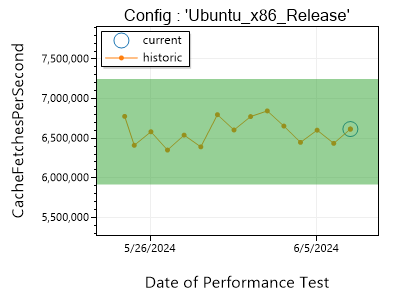 Config : 'Ubuntu_x86_Release'
current
historic
CacheFetchesPerSecond
7,500,000
7,000,000
6,500,000
6,000,000
5,500,000
5/26/2024
6/5/2024
Date of Performance Test